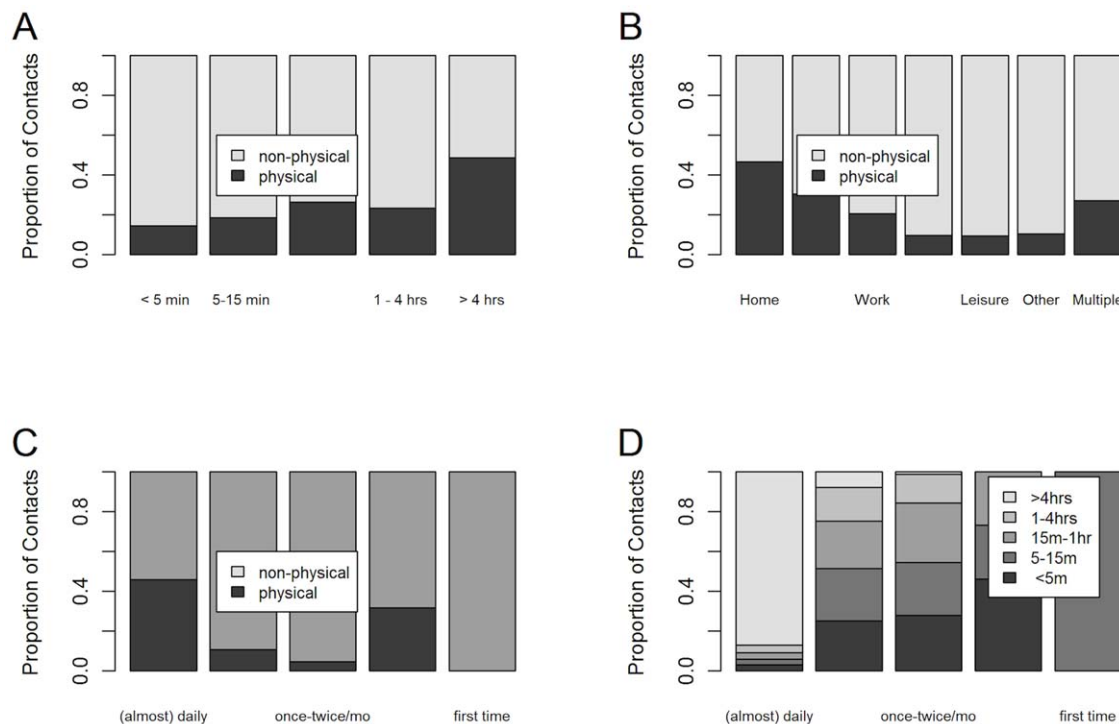 A
Proportion of Contacts
0.8
0.4
0.0
non-physical
physical
< 5 min 5-15 min 1 - 4 hrs > 4 hrs
B
Proportion of Contacts
0.8
0.4
0.0
non-physical
physical
Home Work Leisure Other Multiple
C
Proportion of Contacts
0.8
0.4
0.0
non-physical
physical
(almost) daily once-twice/mo first time
D
Proportion of Contacts
0.8
0.4
0.0
>4hrs
1-4hrs
15m-1hr
5-15m
<5m
(almost) daily once-twice/mo first time